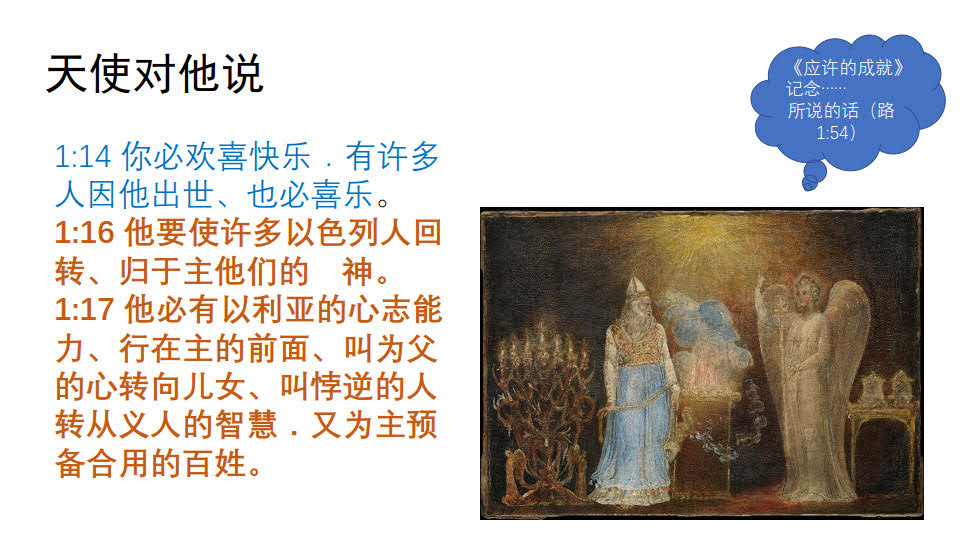 天使对他说
《应许的成就》
记念……
所说的话（路
1:54）
1:14 你必欢喜快乐．有许多
人因他出世、也必喜乐。
1:16 他要使许多以色列人回
转、归于主他们的　神。
1:17 他必有以利亚的心志能
力、行在主的前面、叫为父
的心转向儿女、叫悖逆的人
转从义人的智慧．又为主预
备合用的百姓。